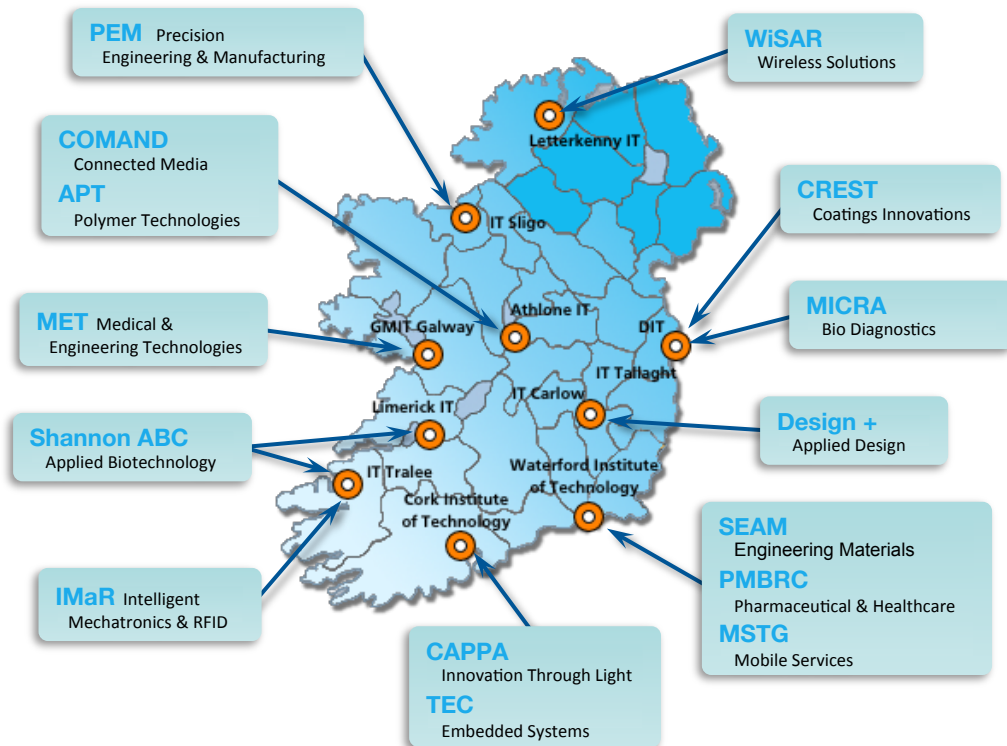 PEM Precision
Engineering & Manufacturing
WiSAR
Wireless Solutions
COMAND
Connected Media
APT
Polymer Technologies
CREST
Coatings Innovations
MET Medical &
Engineering Technologies
MICRA
Bio Diagnostics
Shannon ABC
Applied Biotechnology
Design +
Applied Design
IMaR Intelligent
Mechatronics & RFID
SEAM
Engineering Materials
PMBRC
Pharmaceutical & Healthcare
MSTG
Mobile Services
CAPPA
Innovation Through Light
TEC
Embedded Systems
Letterkenny IT
IT Sligo
Athlone IT
GMIT Galway
DIT
IT Tallaght
IT Carlow
Limerick IT
IT Tralee
Waterford Institute
of Technology
Cork Institute
of Technology